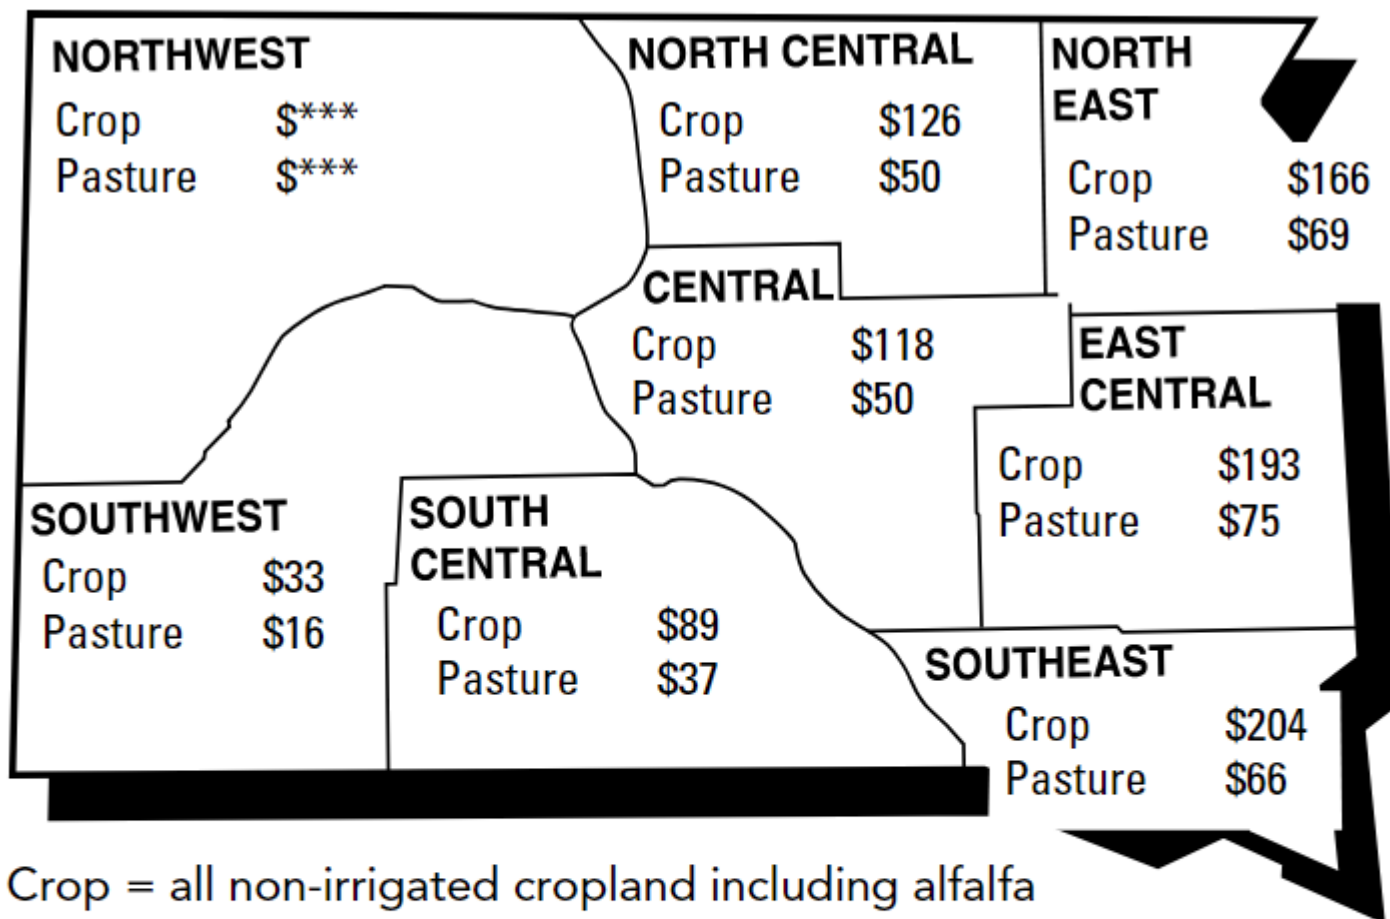 NORTHWEST
Crop $***
Pasture $***
NORTH CENTRAL
Crop $126
Pasture $50
NORTH
EAST
Crop $166
Pasture $69
CENTRAL
Crop $118
Pasture $50
EAST
CENTRAL
Crop $193
Pasture $75
SOUTHWEST
Crop $33
Pasture $16
SOUTH
CENTRAL
Crop $89
Pasture $37
SOUTHEAST
Crop $204
Pasture $66
Crop = all non-irrigated cropland including alfalfa